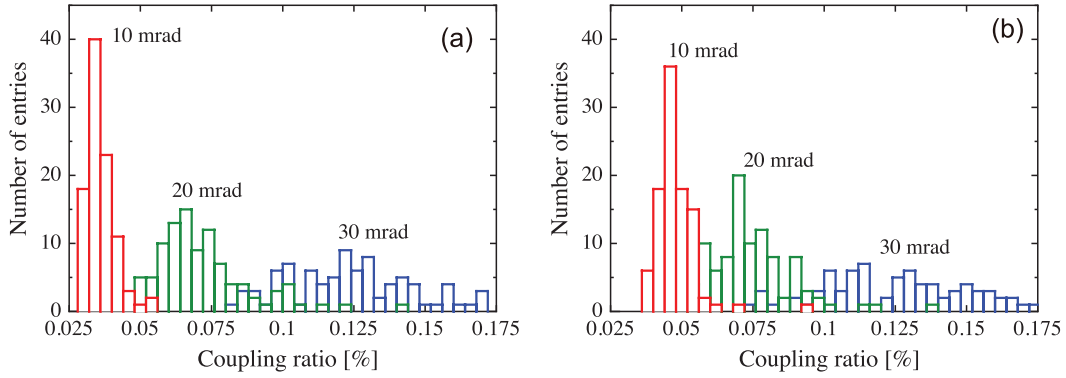 (a)
10 mrad
20 mrad
30 mrad
Number of entries
40
30
20
10
0
0.025 0.05 0.075 0.1 0.125 0.15 0.175
Coupling ratio [%]
(b)
10 mrad
20 mrad
30 mrad
Number of entries
40
30
20
10
0
0.025 0.05 0.075 0.1 0.125 0.15 0.175
Coupling ratio [%]